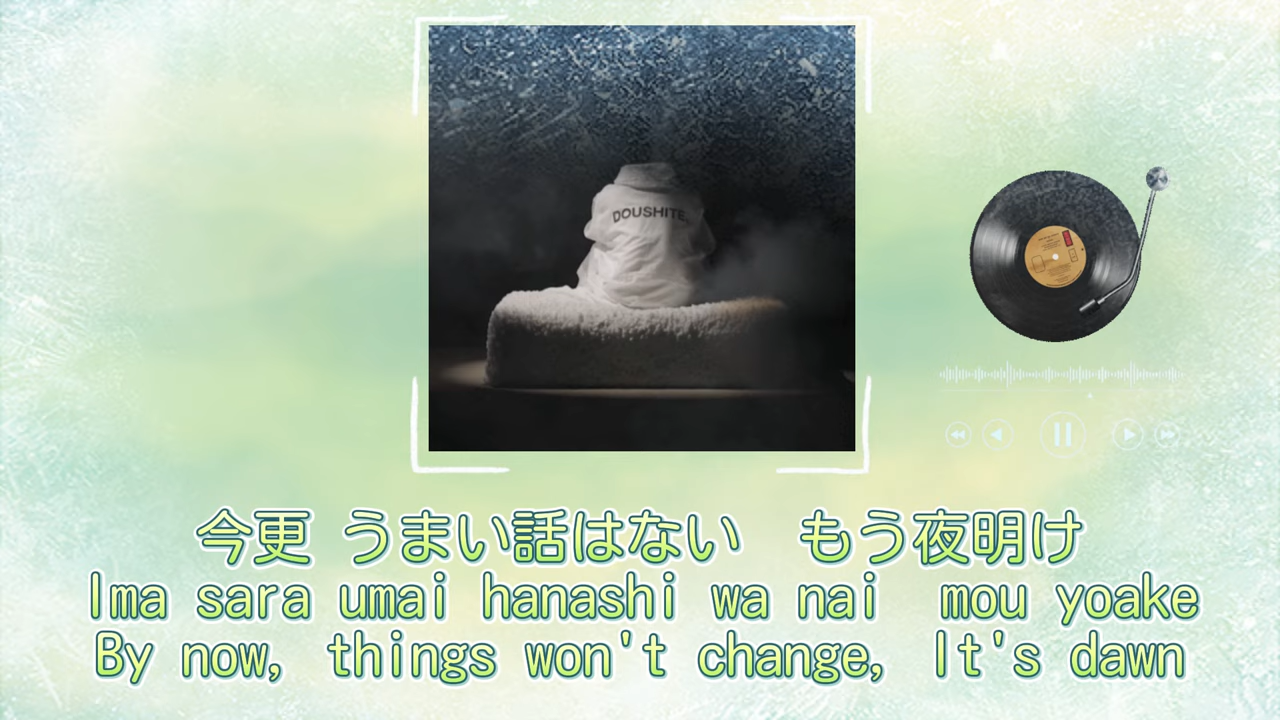 DOUSHITE
今更 うまい話はない　もう夜明け
Ima sara umai hanashi wa nai  mou yoake
By now, things won't change, It's dawn